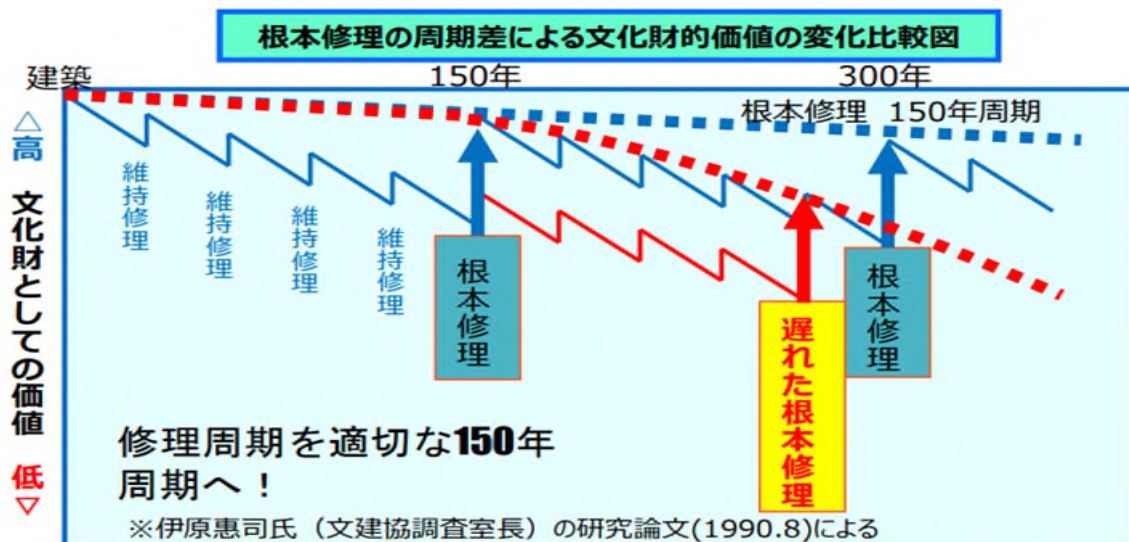 根本修理の周期差による文化財的価値の変化比較図
建築
150年
300年
根本修理 150年周期
△高 文化財としての価値 低▽
維持修理
維持修理
維持修理
維持修理
根本修理
遅れた根本修理
根本修理
修理周期を適切な150年
周期へ！
※伊原惠司氏（文建協調査室長）の研究論文(1990.8)による